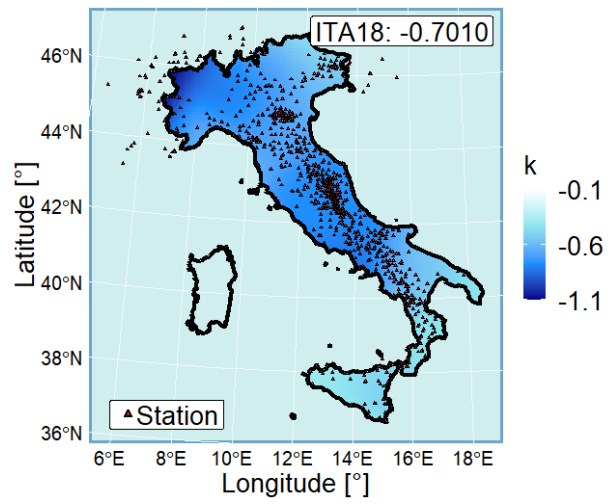 ITA18: -0.7010
46°N
44°N
42°N
40°N
38°N
36°N
Latitude [°]
k
-0.1
-0.6
-1.1
Station
6°E 8°E 10°E 12°E 14°E 16°E 18°E
Longitude [°]